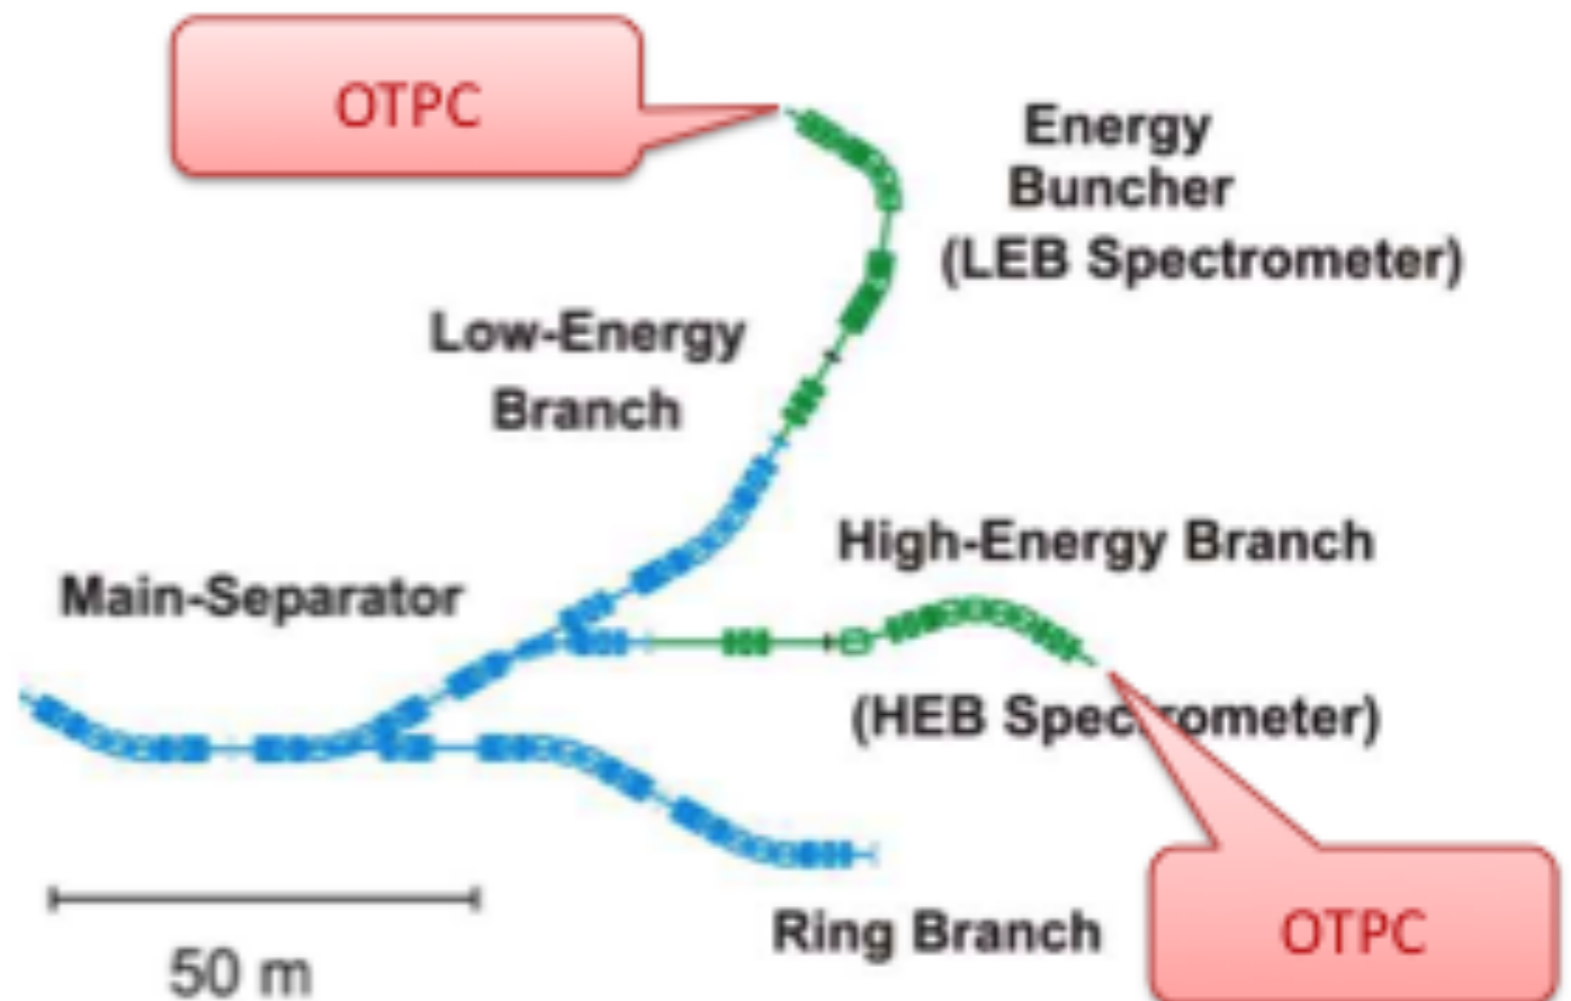 OTPC
Energy
Buncher
(LEB Spectrometer)
Low-Energy
Branch
High-Energy Branch
Main-Separator
(HEB Spectrometer)
Ring Branch
OTPC
50 m